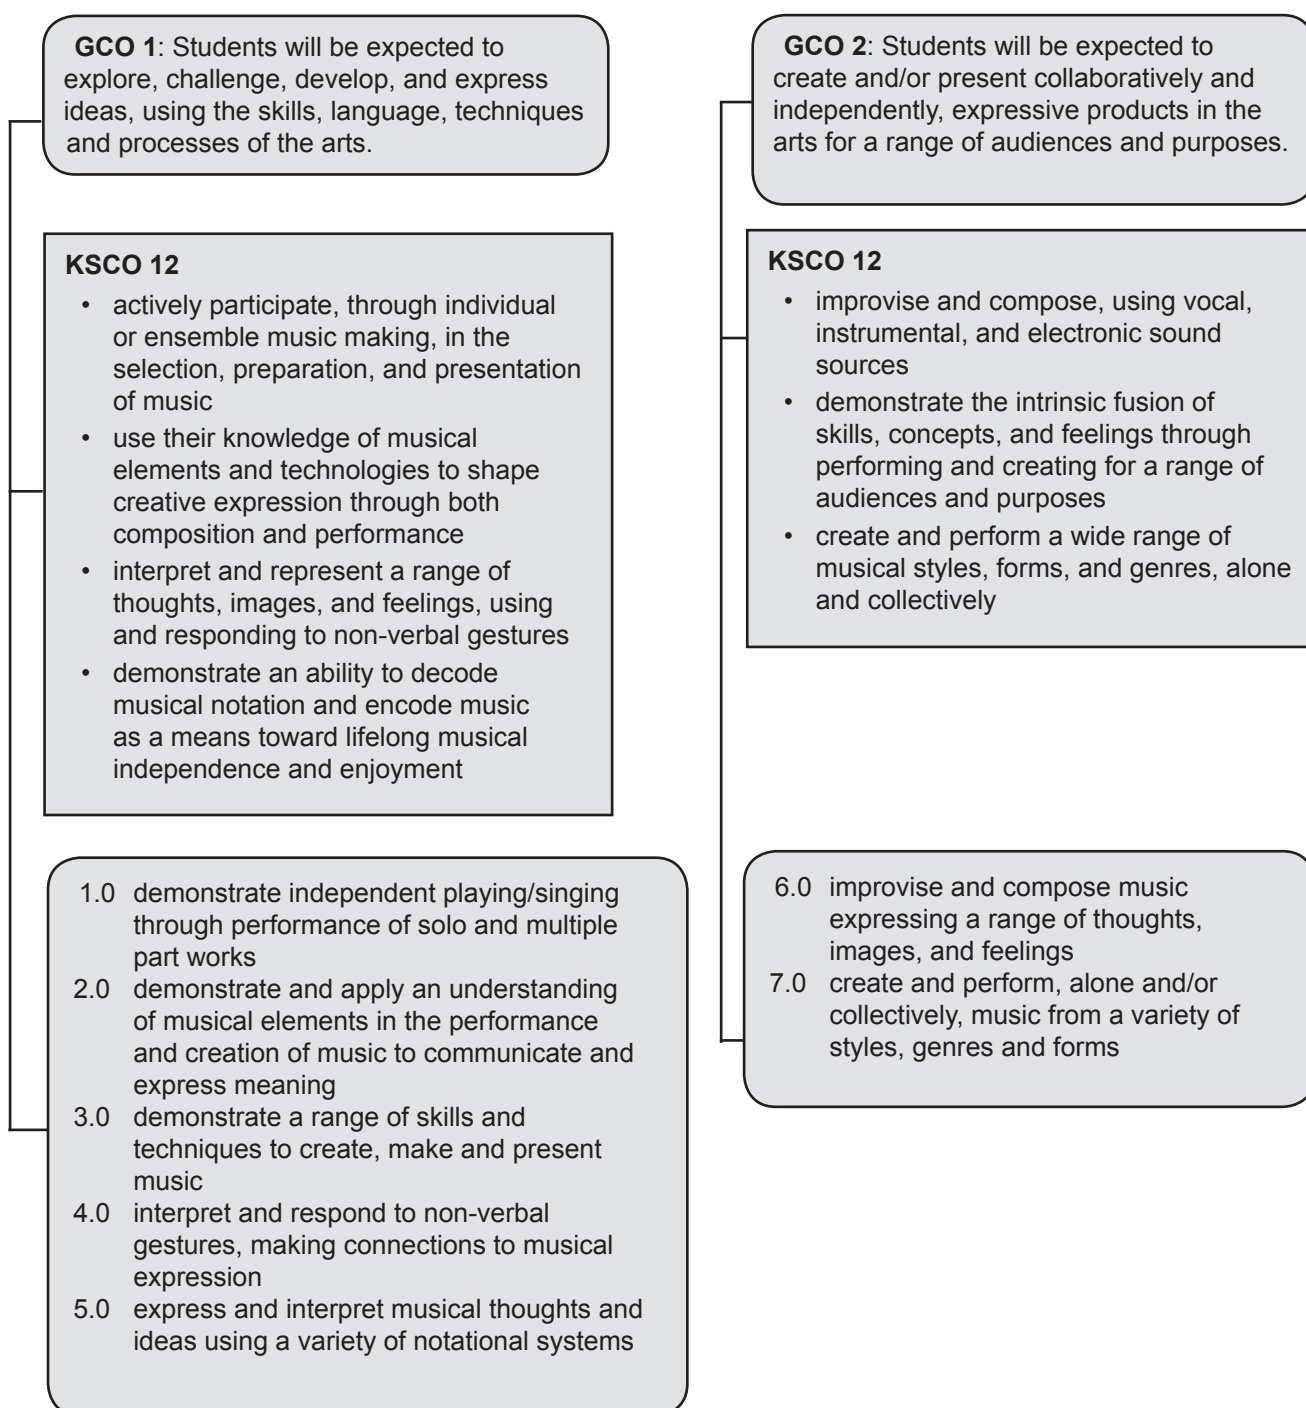 GCO 1: Students will be expected to
explore, challenge, develop, and express
ideas, using the skills, language, techniques
and processes of the arts.
KSCO 12
• actively participate, through individual
or ensemble music making, in the
selection, preparation, and presentation
of music
• use their knowledge of musical
elements and technologies to shape
creative expression through both
composition and performance
• interpret and represent a range of
thoughts, images, and feelings, using
and responding to non-verbal gestures
• demonstrate an ability to decode
musical notation and encode music
as a means toward lifelong musical
independence and enjoyment
1.0 demonstrate independent playing/singing
through performance of solo and multiple
part works
2.0 demonstrate and apply an understanding
of musical elements in the performance
and creation of music to communicate and
express meaning
3.0 demonstrate a range of skills and
techniques to create, make and present
music
4.0 interpret and respond to non-verbal
gestures, making connections to musical
expression
5.0 express and interpret musical thoughts and
ideas using a variety of notational systems
GCO 2: Students will be expected to
create and/or present collaboratively and
independently, expressive products in the
arts for a range of audiences and purposes.
KSCO 12
• improvise and compose, using vocal,
instrumental, and electronic sound
sources
• demonstrate the intrinsic fusion of
skills, concepts, and feelings through
performing and creating for a range of
audiences and purposes
• create and perform a wide range of
musical styles, forms, and genres, alone
and collectively
6.0 improvise and compose music
expressing a range of thoughts,
images, and feelings
7.0 create and perform, alone and/or
collectively, music from a variety of
styles, genres and forms